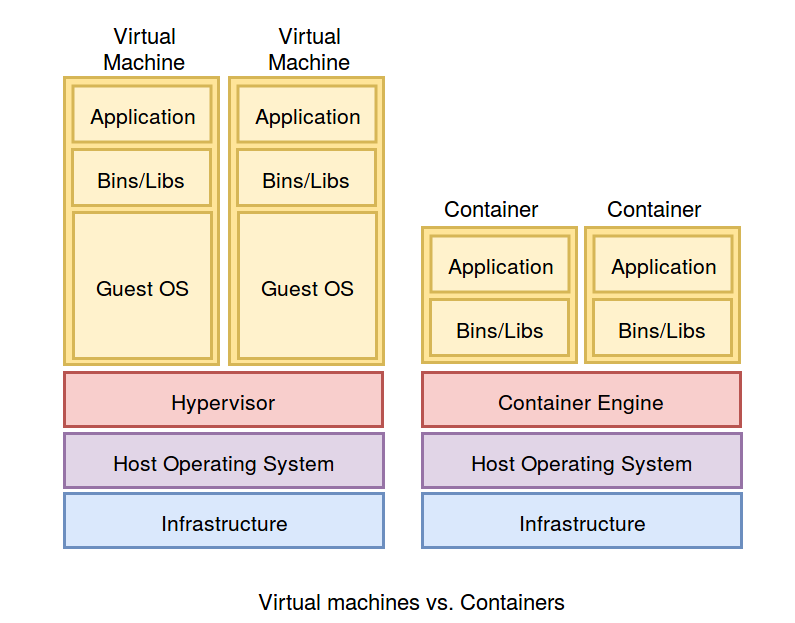 Virtual
Machine
Virtual
Machine
Application
Application
Bins/Libs
Bins/Libs
Guest OS
Guest OS
Hypervisor
Host Operating System
Infrastructure
Container
Container
Application
Application
Bins/Libs
Bins/Libs
Container Engine
Host Operating System
Infrastructure
Virtual machines vs. Containers